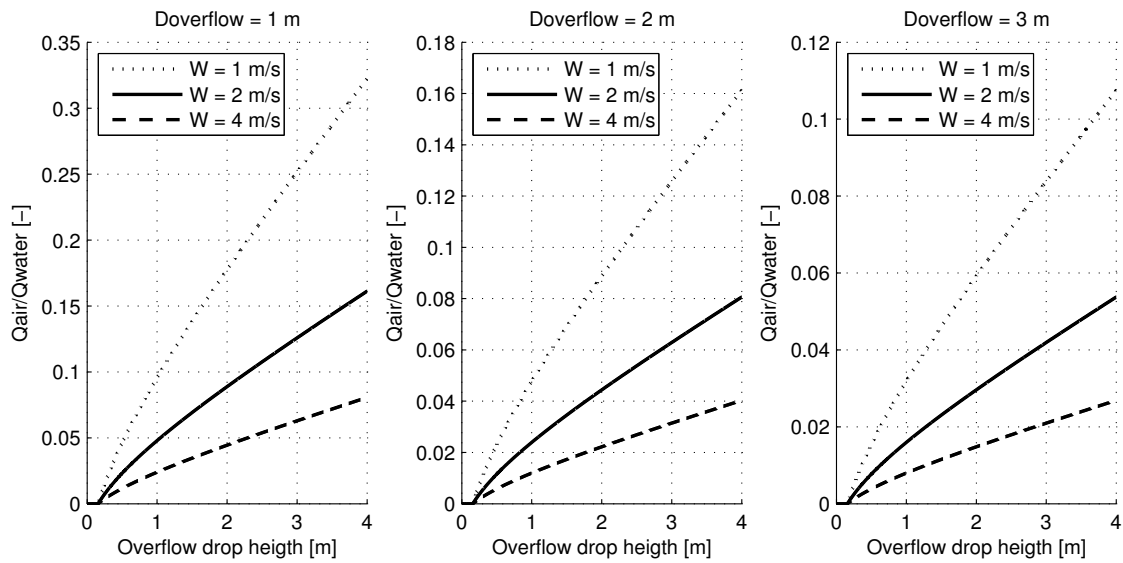 Doverflow = 1 m
0.35
0.3
0.25
0.2
0.15
0.1
0.05
0
Qair/Qwater [−]
W = 1 m/s
W = 2 m/s
W = 4 m/s
0 1 2 3 4
Overflow drop heigth [m]
Doverflow = 2 m
0.18
0.16
0.14
0.12
0.1
0.08
0.06
0.04
0.02
0
Qair/Qwater [−]
W = 1 m/s
W = 2 m/s
W = 4 m/s
0 1 2 3 4
Overflow drop heigth [m]
Doverflow = 3 m
0.12
0.1
0.08
0.06
0.04
0.02
0
Qair/Qwater [−]
W = 1 m/s
W = 2 m/s
W = 4 m/s
0 1 2 3 4
Overflow drop heigth [m]